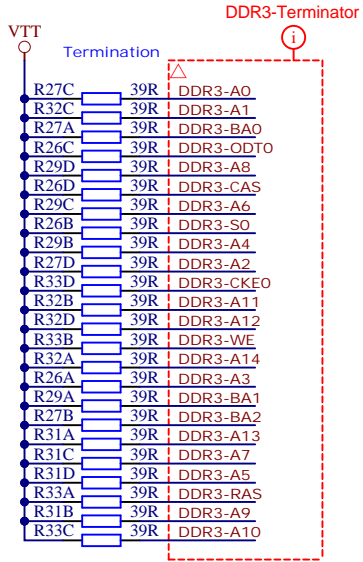 DDR3-Terminator
VTT
i
Termination
R27C 39R DDR3-A0
R32C 39R DDR3-A1
R27A 39R DDR3-BA0
R26C 39R DDR3-ODT0
R29D 39R DDR3-A8
R26D 39R DDR3-CAS
R29C 39R DDR3-A6
R26B 39R DDR3-S0
R29B 39R DDR3-A4
R27D 39R DDR3-A2
R33D 39R DDR3-CKE0
R32B 39R DDR3-A11
R32D 39R DDR3-A12
R33B 39R DDR3-WE
R32A 39R DDR3-A14
R26A 39R DDR3-A3
R29A 39R DDR3-BA1
R27B 39R DDR3-BA2
R31A 39R DDR3-A13
R31C 39R DDR3-A7
R31D 39R DDR3-A5
R33A 39R DDR3-RAS
R31B 39R DDR3-A9
R33C 39R DDR3-A10